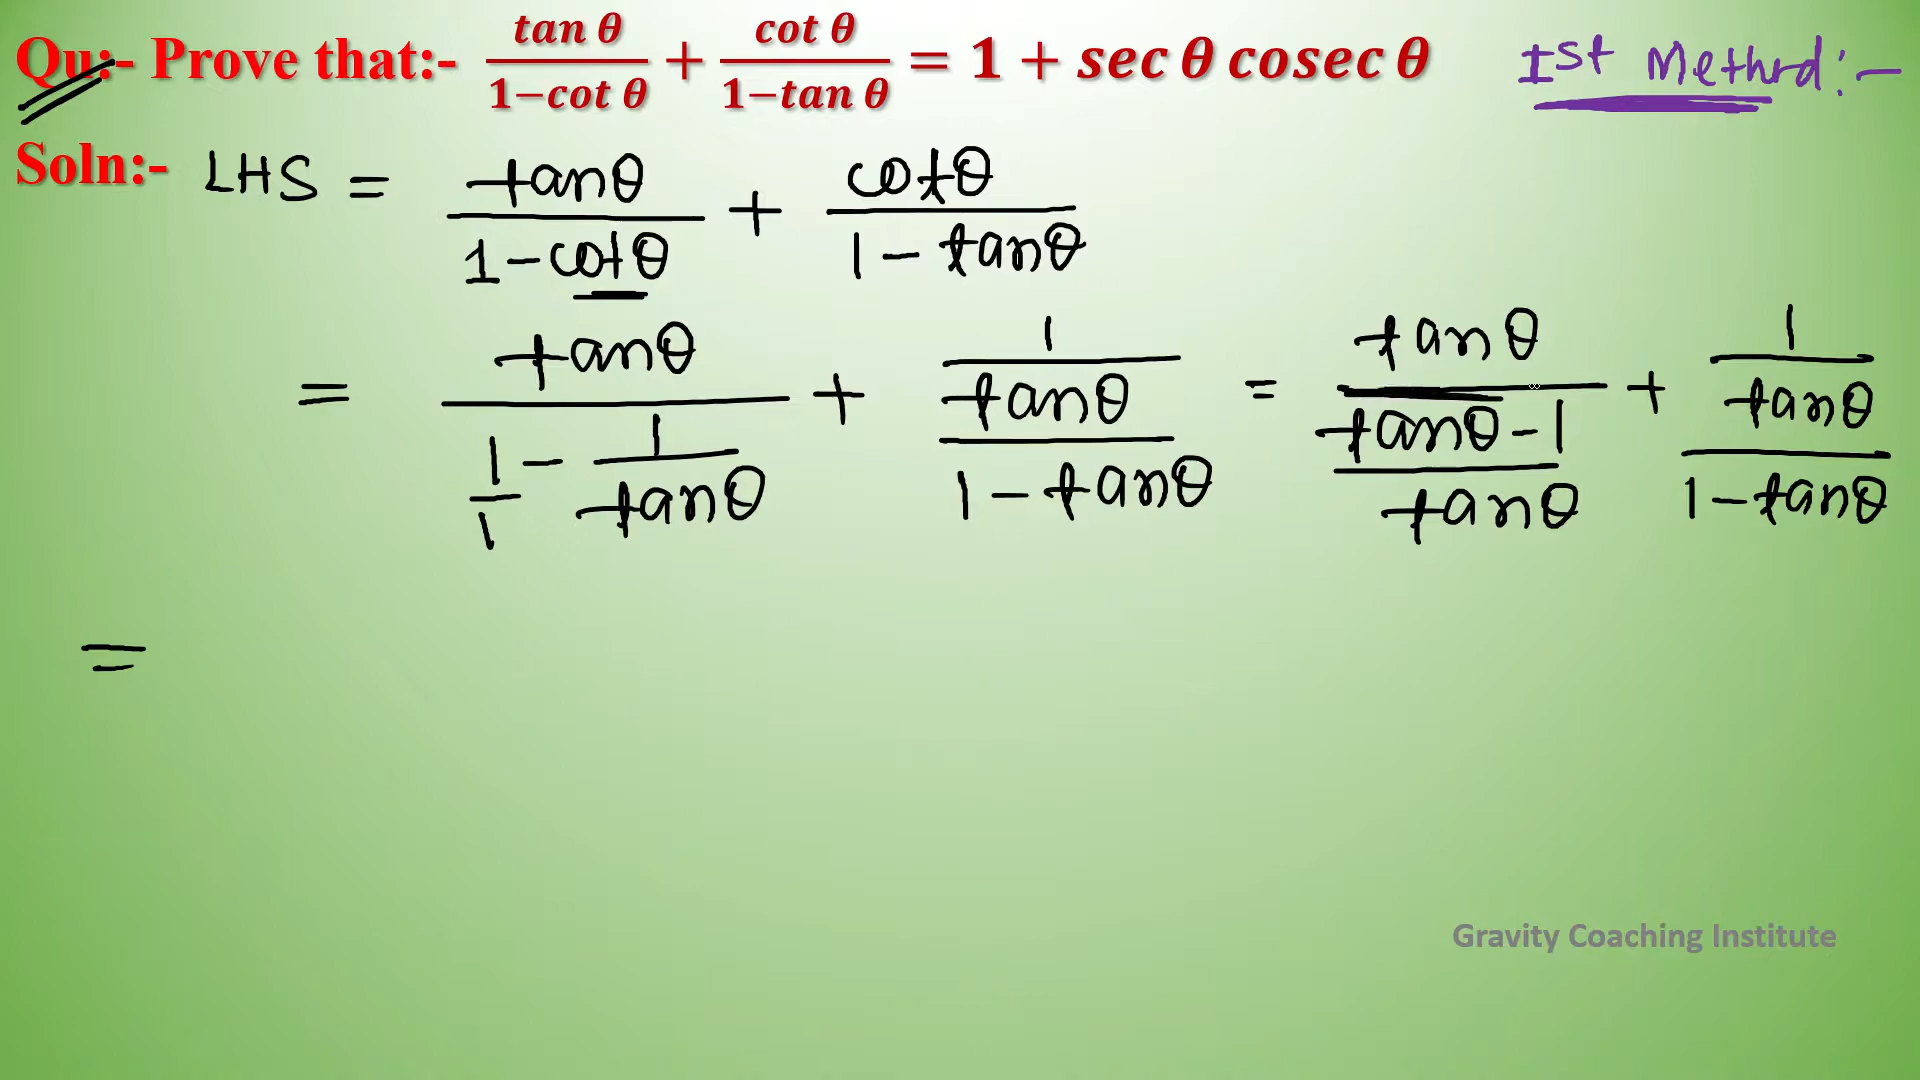 Qu:- Prove that:- tan θ/1−cot θ + cot θ/1−tan θ = 1 + sec θ cosec θ
Ist Method:-
Soln:- LHS = tanθ/1-cotθ + cotθ/1-tanθ
= tanθ/(1/1 - 1/tanθ) + (1/tanθ)/(1-tanθ) = tanθ/((tanθ-1)/tanθ) + (1/tanθ)/(1-tanθ)
=
Gravity Coaching Institute